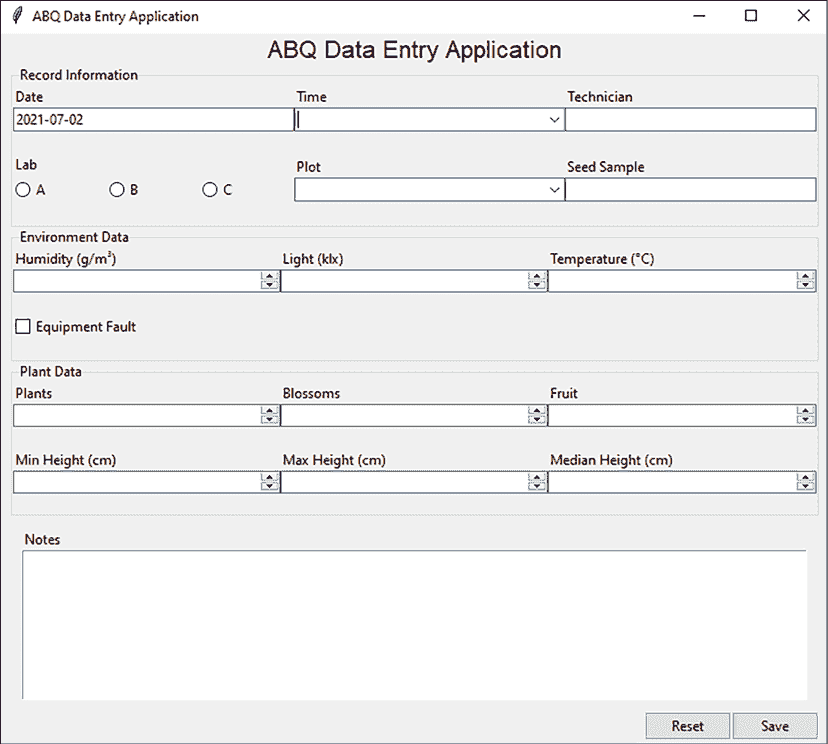 ABQ Data Entry Application
ABQ Data Entry Application
Record Information
Date Time Technician
2021-07-02
Lab Plot Seed Sample
A B C
Environment Data
Humidity (g/m³) Light (klx) Temperature (°C)
Equipment Fault
Plant Data
Plants Blossoms Fruit
Min Height (cm) Max Height (cm) Median Height (cm)
Notes
Reset Save